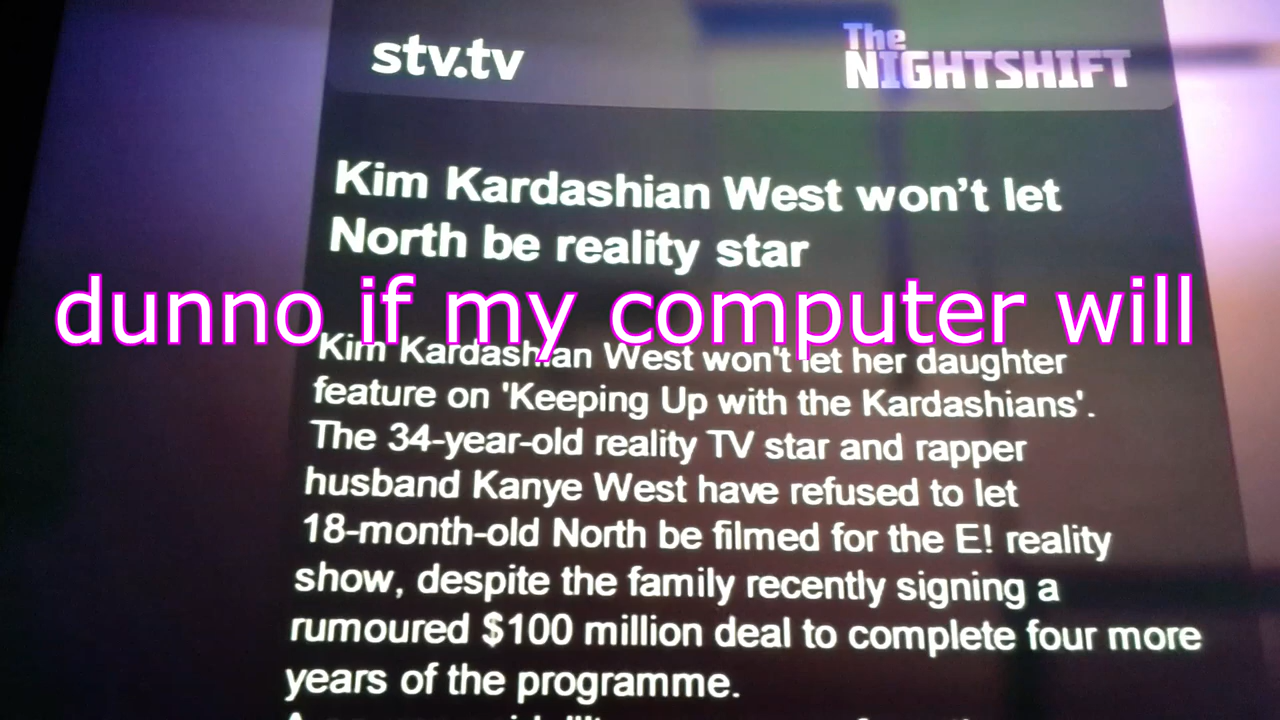 stv.tv
The
NIGHTSHIFT
Kim Kardashian West won’t let
North be reality star
dunno if my computer will
Kim Kardashian West won't let her daughter
feature on 'Keeping Up with the Kardashians'.
The 34-year-old reality TV star and rapper
husband Kanye West have refused to let
18-month-old North be filmed for the E! reality
show, despite the family recently signing a
rumoured $100 million deal to complete four more
years of the programme.